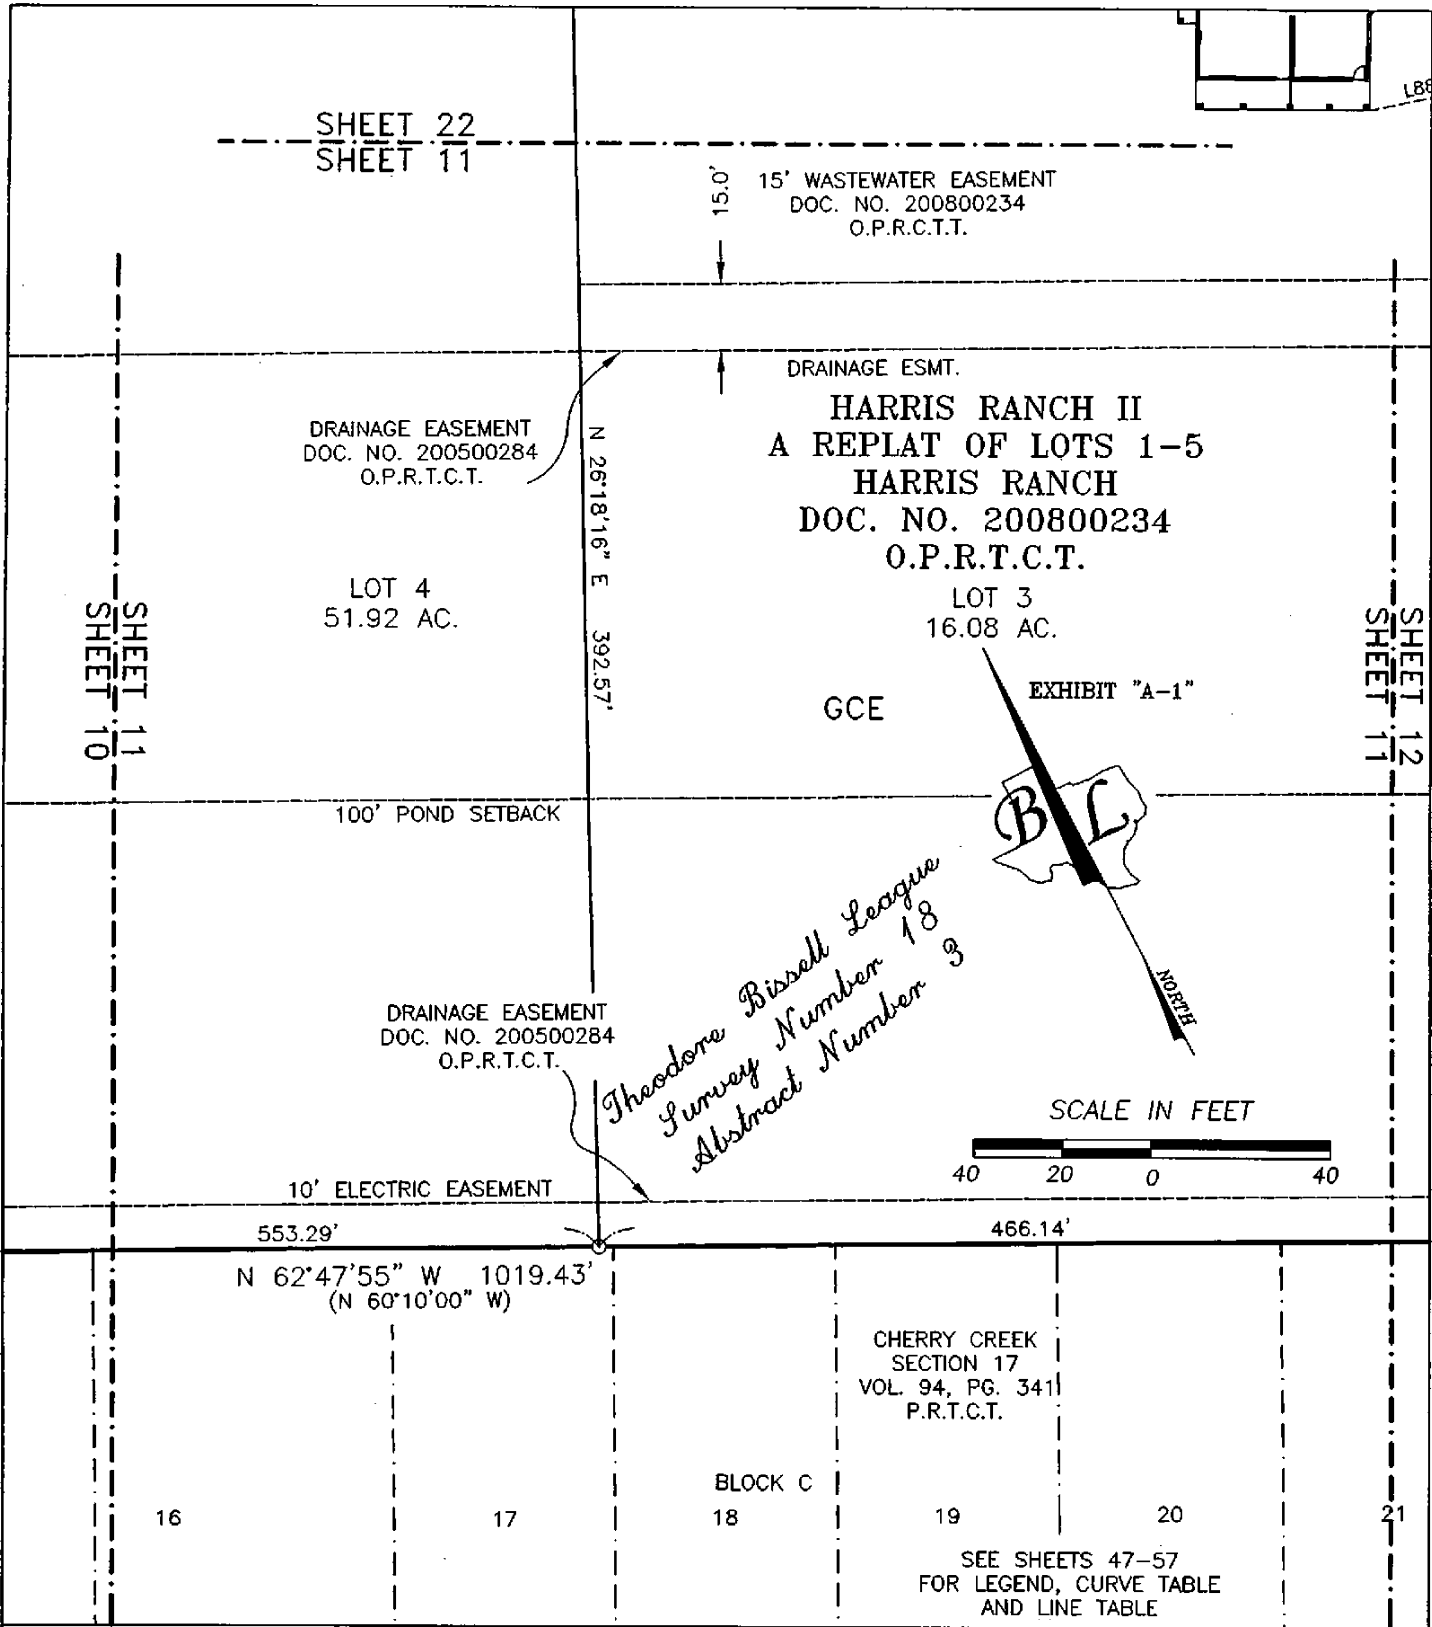 L88
SHEET 22
SHEET 11
15.0'
15' WASTEWATER EASEMENT
DOC. NO. 200800234
O.P.R.C.T.T.
DRAINAGE ESMT.
DRAINAGE EASEMENT
DOC. NO. 200500284
O.P.R.T.C.T.
HARRIS RANCH II
A REPLAT OF LOTS 1-5
HARRIS RANCH
DOC. NO. 200800234
O.P.R.T.C.T.
N 26°18'16" E 392.57'
LOT 4
51.92 AC.
LOT 3
16.08 AC.
SHEET 11
SHEET 10
SHEET 12
SHEET 11
EXHIBIT "A-1"
GCE
B L
100' POND SETBACK
Theodore Bissell League
Survey Number 18
Abstract Number 3
NORTH
DRAINAGE EASEMENT
DOC. NO. 200500284
O.P.R.T.C.T.
SCALE IN FEET
40 20 0 40
10' ELECTRIC EASEMENT
553.29'
466.14'
N 62°47'55" W 1019.43'
(N 60°10'00" W)
CHERRY CREEK
SECTION 17
VOL. 94, PG. 341
P.R.T.C.T.
BLOCK C
16 17 18 19 20 21
SEE SHEETS 47-57
FOR LEGEND, CURVE TABLE
AND LINE TABLE